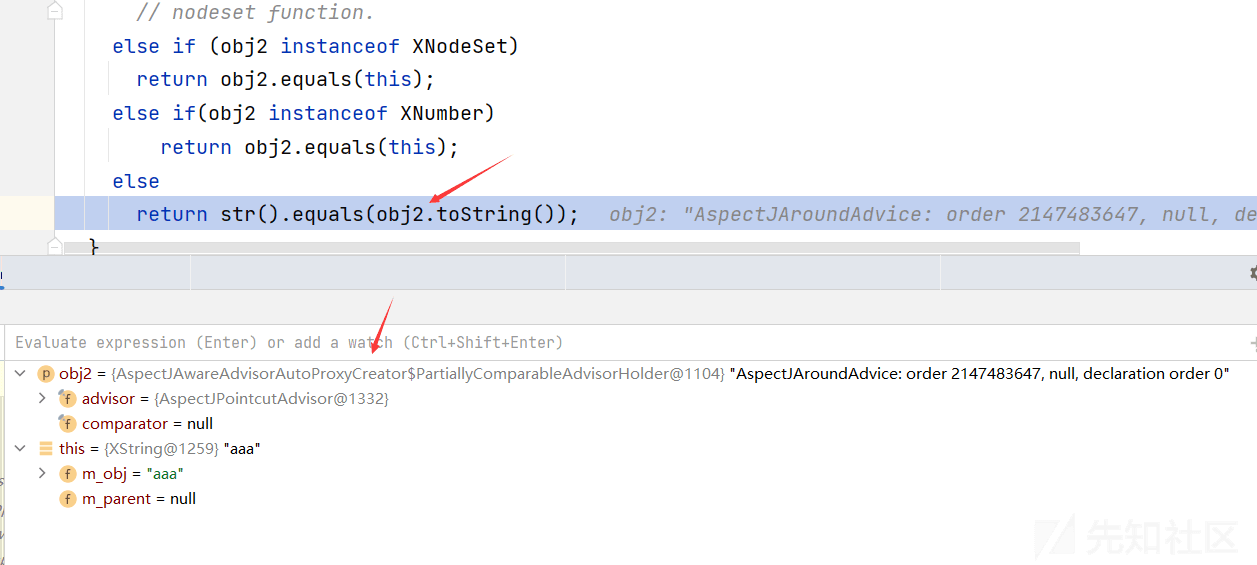 // nodeset function.
else if (obj2 instanceof XNodeSet)
return obj2.equals(this);
else if(obj2 instanceof XNumber)
return obj2.equals(this);
else
return str().equals(obj2.toString()); obj2: "AspectJAroundAdvice: order 2147483647, null, de
}
Evaluate expression (Enter) or add a watch (Ctrl+Shift+Enter)
p obj2 = {AspectJAwareAdvisorAutoProxyCreator$PartiallyComparableAdvisorHolder@1104} "AspectJAroundAdvice: order 2147483647, null, declaration order 0"
f advisor = {AspectJPointcutAdvisor@1332}
f comparator = null
this = {XString@1259} "aaa"
f m_obj = "aaa"
f m_parent = null
先知社区